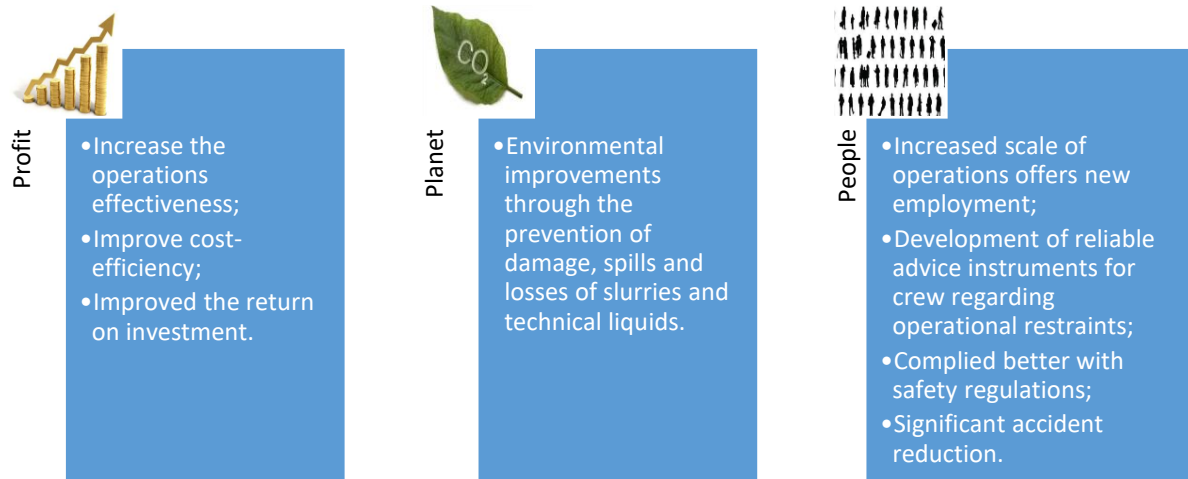 Profit
•Increase the
operations
effectiveness;
•Improve cost-
efficiency;
•Improved the return
on investment.
CO2
Planet
•Environmental
improvements
through the
prevention of
damage, spills and
losses of slurries and
technical liquids.
People
•Increased scale of
operations offers new
employment;
•Development of reliable
advice instruments for
crew regarding
operational restraints;
•Complied better with
safety regulations;
•Significant accident
reduction.